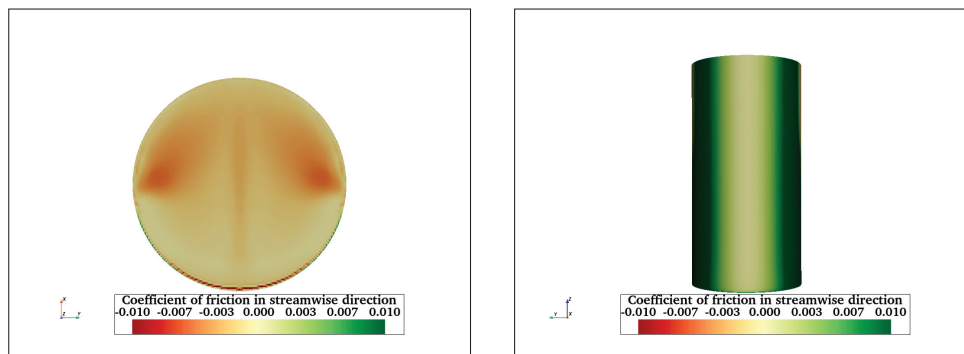 Coefficient of friction in streamwise direction
-0.010 -0.007 -0.003 0.000 0.003 0.007 0.010
X
Z Y
Coefficient of friction in streamwise direction
-0.010 -0.007 -0.003 0.000 0.003 0.007 0.010
Z
Y X